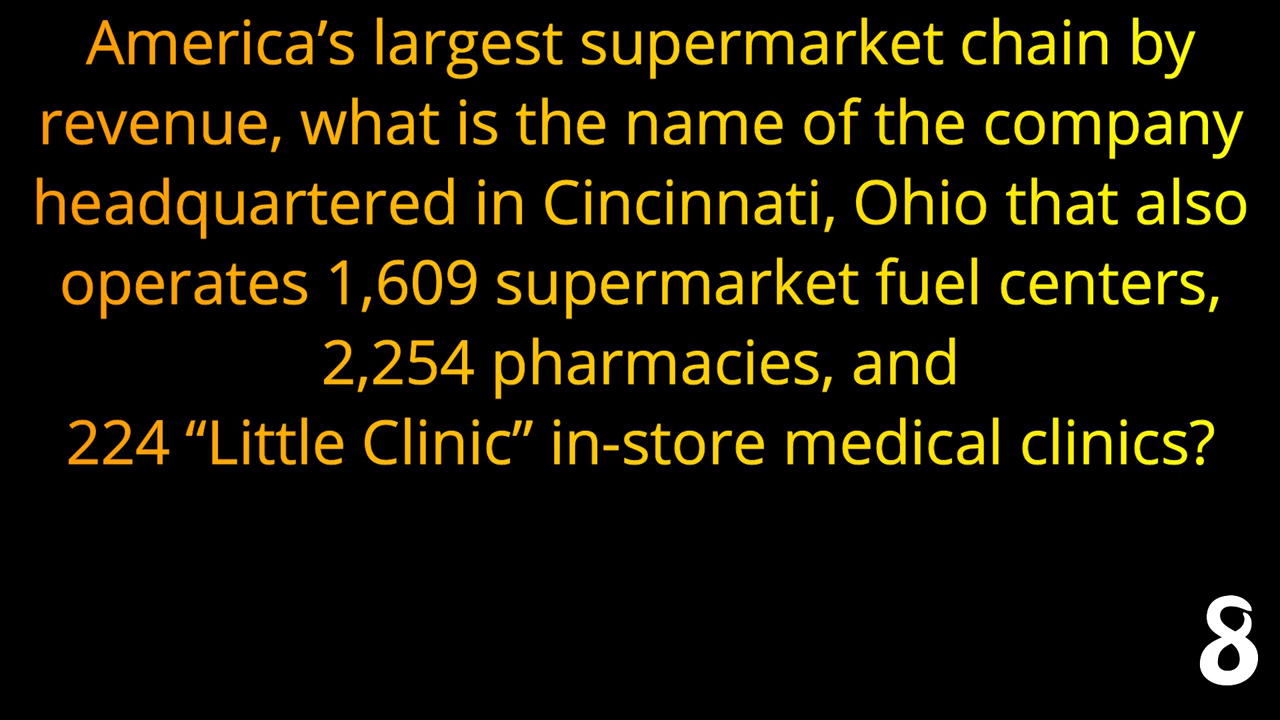 America’s largest supermarket chain by
revenue, what is the name of the company
headquartered in Cincinnati, Ohio that also
operates 1,609 supermarket fuel centers,
2,254 pharmacies, and
224 “Little Clinic” in-store medical clinics?
8